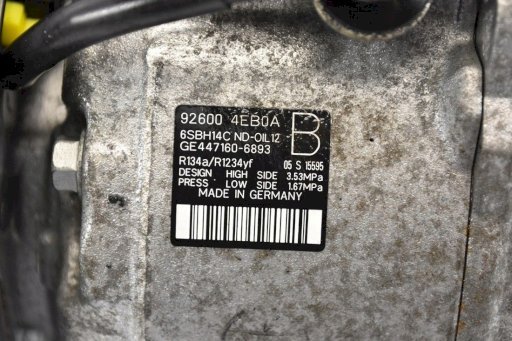 92600 4EB0A
B
6SBH14C ND-OIL12
GE447160-6893
R134a/R1234yf 05 S 15595
DESIGN HIGH SIDE 3.53MPa
PRESS LOW SIDE 1.67MPa
MADE IN GERMANY